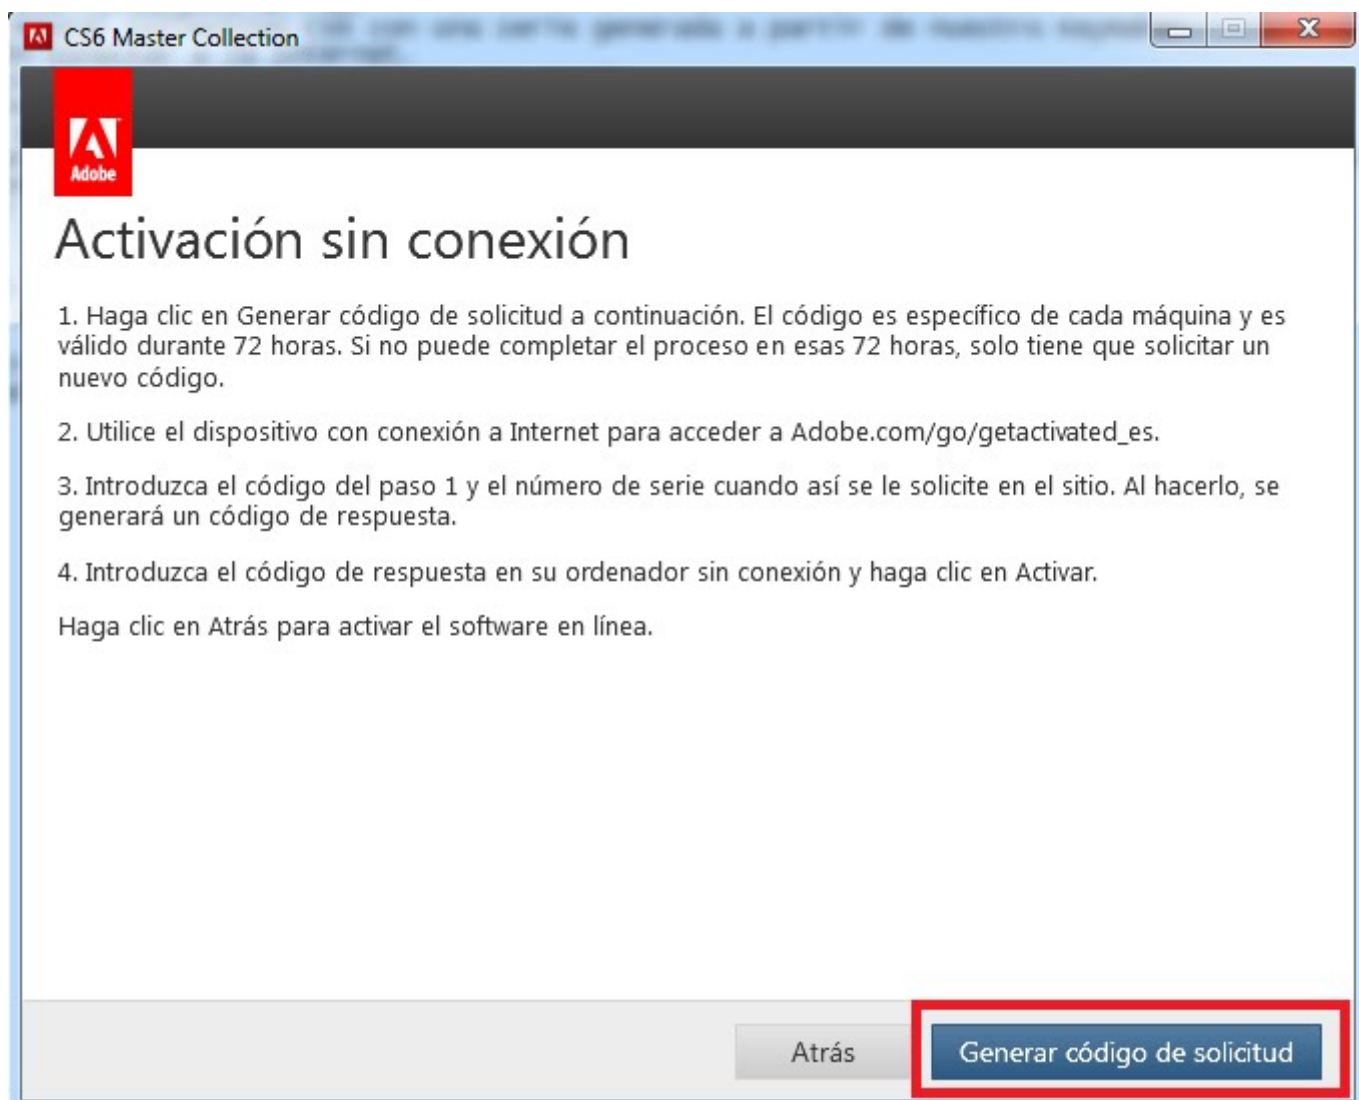 CS6 Master Collection
Adobe
Activación sin conexión
1. Haga clic en Generar código de solicitud a continuación. El código es específico de cada máquina y es
válido durante 72 horas. Si no puede completar el proceso en esas 72 horas, solo tiene que solicitar un
nuevo código.
2. Utilice el dispositivo con conexión a Internet para acceder a Adobe.com/go/getactivated_es.
3. Introduzca el código del paso 1 y el número de serie cuando así se le solicite en el sitio. Al hacerlo, se
generará un código de respuesta.
4. Introduzca el código de respuesta en su ordenador sin conexión y haga clic en Activar.
Haga clic en Atrás para activar el software en línea.
Atrás
Generar código de solicitud